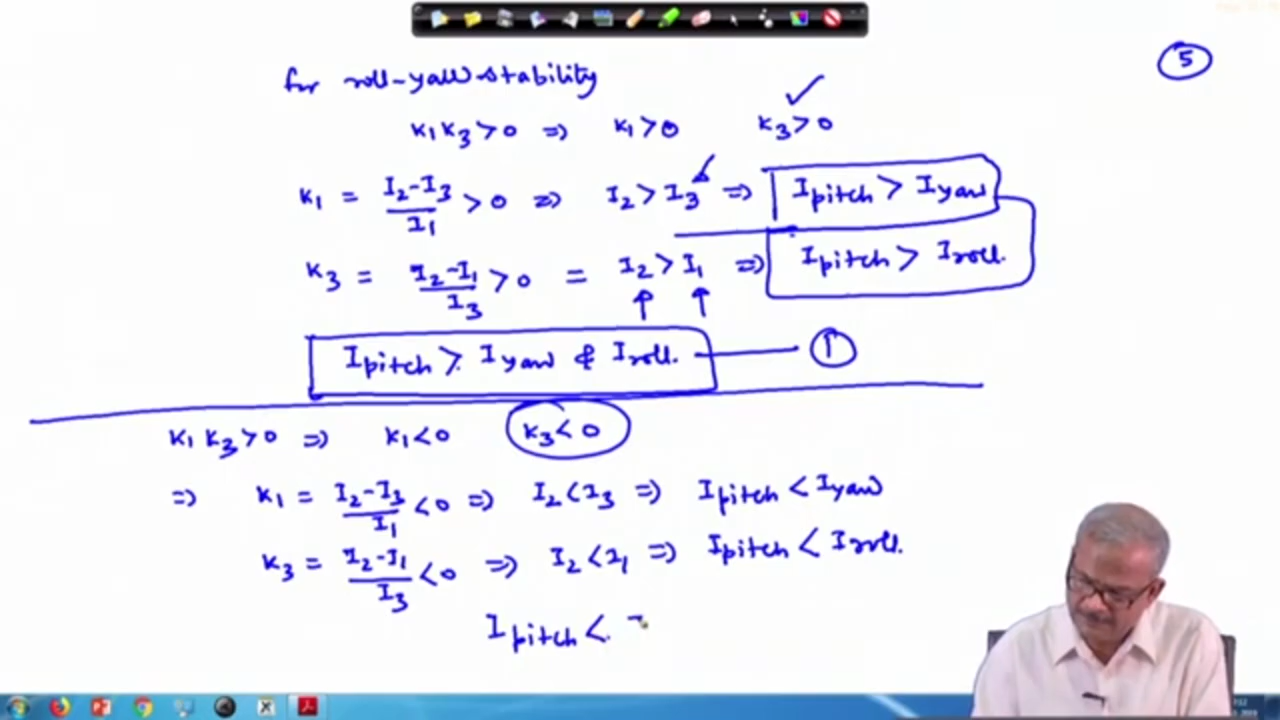 5
for roll-yaw stability
K₁K₃>0 ⇒ K₁>0 K₃>0 ✓
K₁ = (I₂-I₃)/I₁ >0 ⇒ I₂ > I₃ ⇒ Ipitch > Iyaw
K₃ = (I₂-I₁)/I₃ >0 = I₂ > I₁ ⇒ Ipitch > Iroll.
Ipitch > Iyaw & Iroll. 1
K₁K₃>0 ⇒ K₁<0 K₃<0
⇒ K₁ = (I₂-I₃)/I₁ <0 ⇒ I₂<I₃ ⇒ Ipitch < Iyaw
K₃ = (I₂-I₁)/I₃ <0 ⇒ I₂<I₁ ⇒ Ipitch < Iroll.
Ipitch <